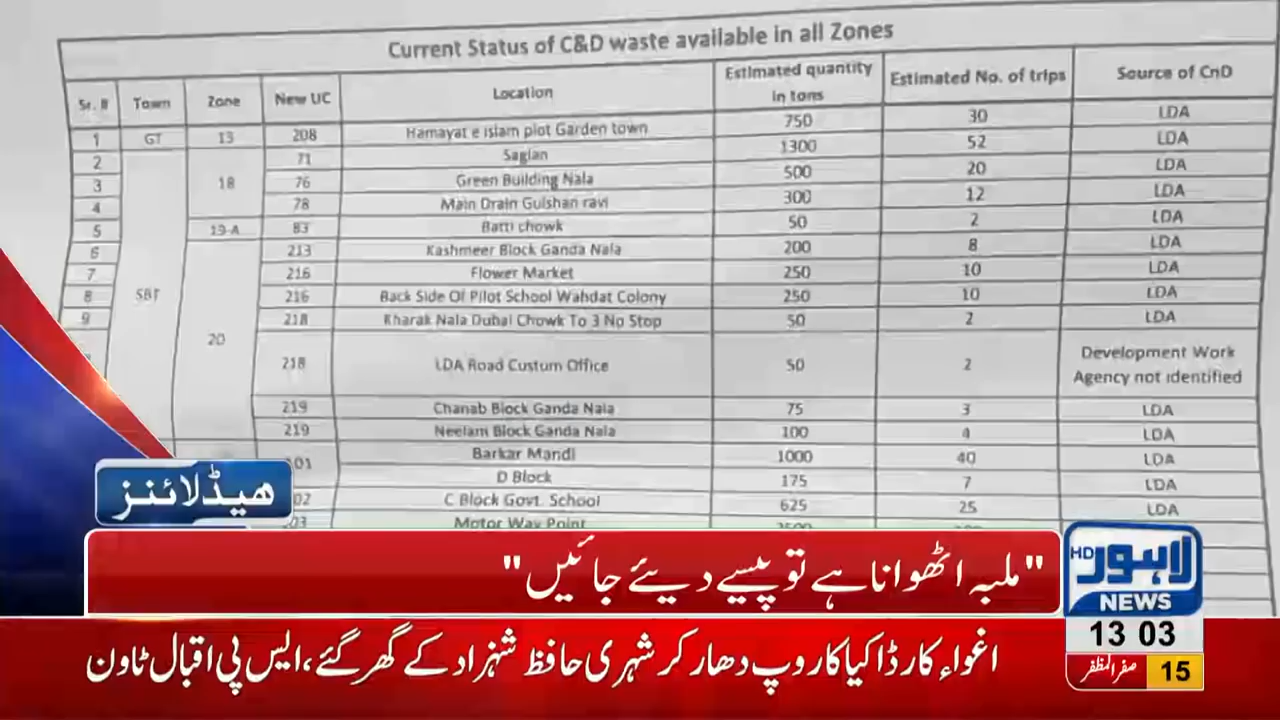 Current Status of C&D waste available in all Zones
Sr. # Town Zone New UC Location Estimated quantity in tons Estimated No. of trips Source of CnD
1 GT 13 208 Hamayat e islam plot Garden town 750 30 LDA
2 SBT 18 71 Sagian 1300 52 LDA
3 76 Green Building Nala 500 20 LDA
4 78 Main Drain Gulshan ravi 300 12 LDA
5 19-A 83 Batti chowk 50 2 LDA
6 20 213 Kashmeer Block Ganda Nala 200 8 LDA
7 216 Flower Market 250 10 LDA
8 216 Back Side Of Pilot School Wahdat Colony 250 10 LDA
9 218 Kharak Nala Dubai Chowk To 3 No Stop 50 2 LDA
218 LDA Road Custum Office 50 2 Development Work Agency not identified
219 Chanab Block Ganda Nala 75 3 LDA
219 Neelam Block Ganda Nala 100 4 LDA
01 Barkar Mandi 1000 40 LDA
D Block 175 7 LDA
02 C Block Govt. School 625 25 LDA
03 Motor Way Point
ھیڈلائنز
"ملبہ اٹھوانا ہے تو پیسے دیئے جائیں"
HD لاہور
NEWS
13 03
15 صفر المظفر
اغواء کار ڈاکیا کا روپ دھار کر شہری حافظ شہزاد کے گھر گئے، ایس پی اقبال ٹاون